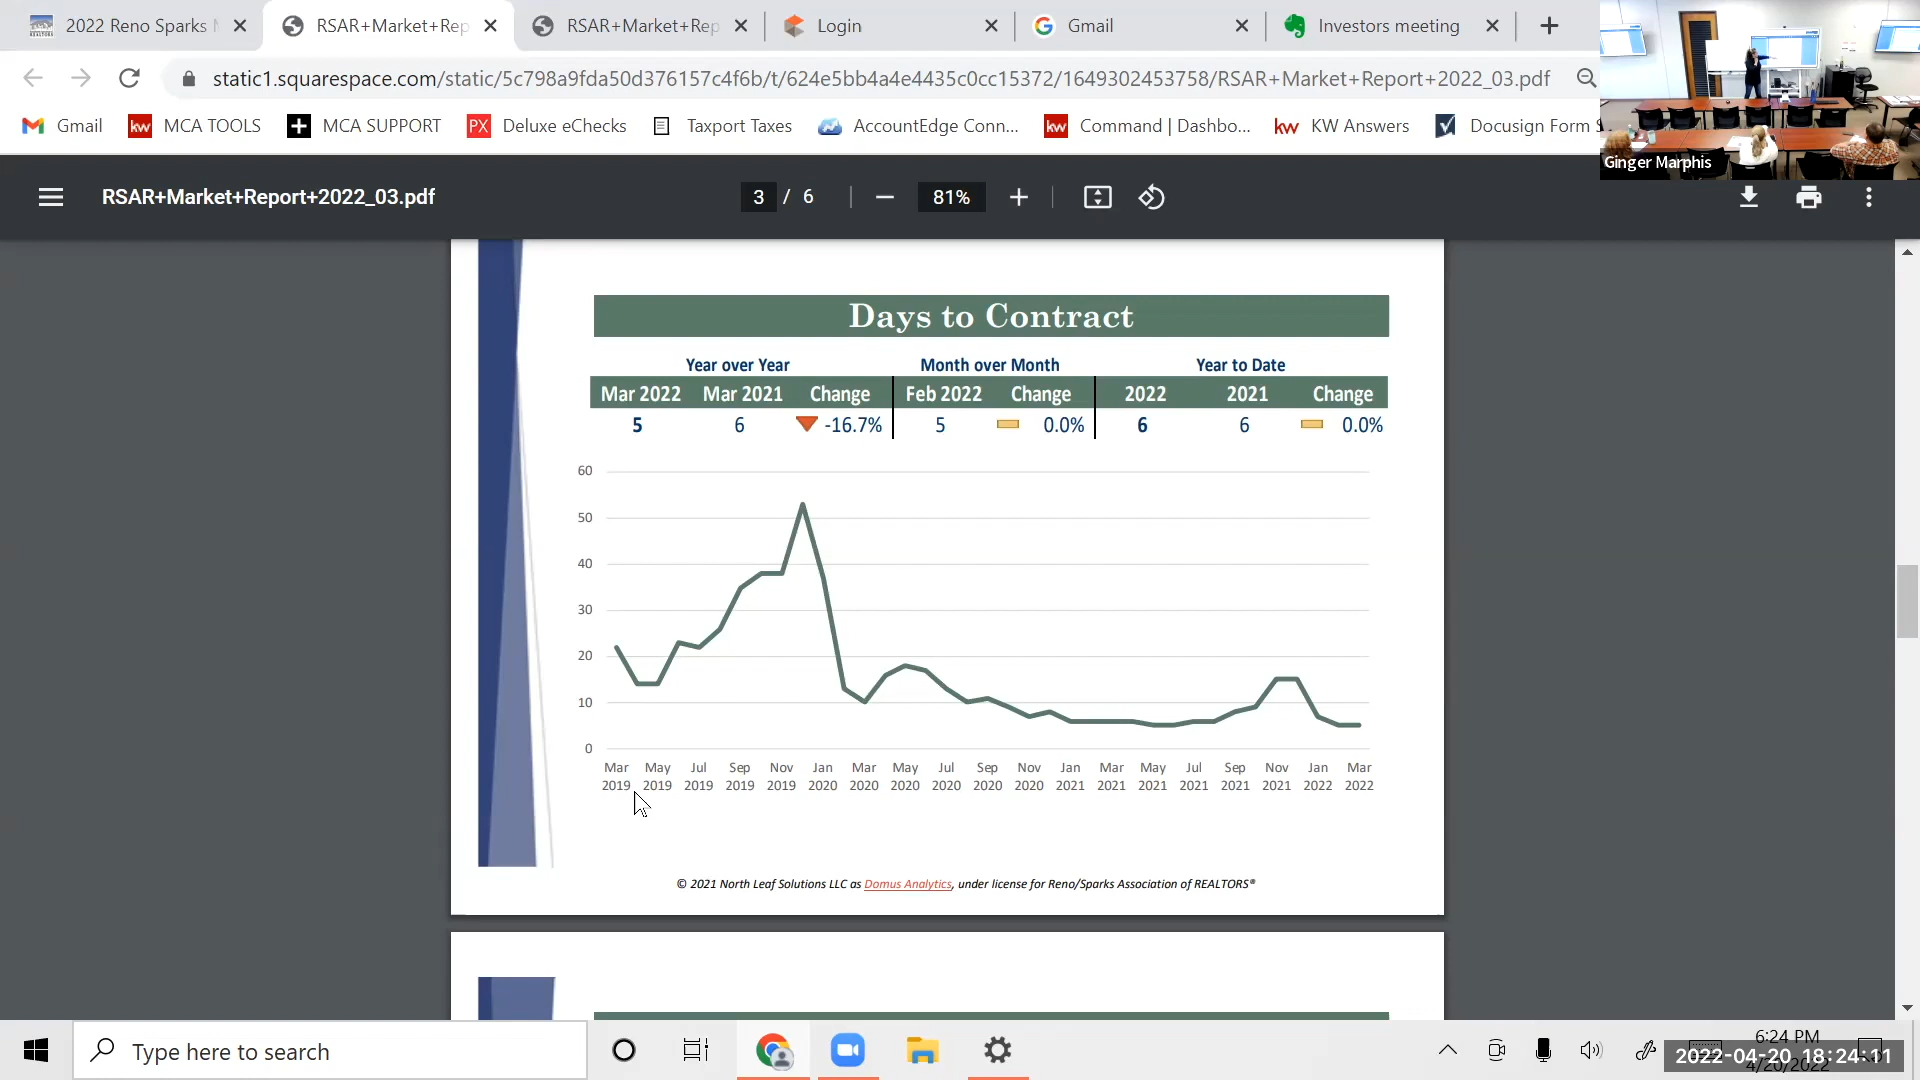 2022 Reno Sparks
RSAR+Market+Rep
RSAR+Market+Rep
Login
Gmail
Investors meeting
static1.squarespace.com/static/5c798a9fda50d376157c4f6b/t/624e5bb4a4e4435c0cc15372/1649302453758/RSAR+Market+Report+2022_03.pdf
Gmail
kw MCA TOOLS
MCA SUPPORT
PX Deluxe eChecks
Taxport Taxes
AccountEdge Conn...
kw Command | Dashbo...
kw KW Answers
Docusign Form
Ginger Marphis
RSAR+Market+Report+2022_03.pdf
3 / 6
81%
Days to Contract
Year over Year Month over Month Year to Date
Mar 2022 Mar 2021 Change Feb 2022 Change 2022 2021 Change
5 6 -16.7% 5 0.0% 6 6 0.0%
60
50
40
30
20
10
0
Mar May Jul Sep Nov Jan Mar May Jul Sep Nov Jan Mar May Jul Sep Nov Jan Mar
2019 2019 2019 2019 2019 2020 2020 2020 2020 2020 2020 2021 2021 2021 2021 2021 2021 2022 2022
© 2021 North Leaf Solutions LLC as Domus Analytics, under license for Reno/Sparks Association of REALTORS®
Type here to search
6:24 PM
2022-04-20 18:24:11
4/20/2022